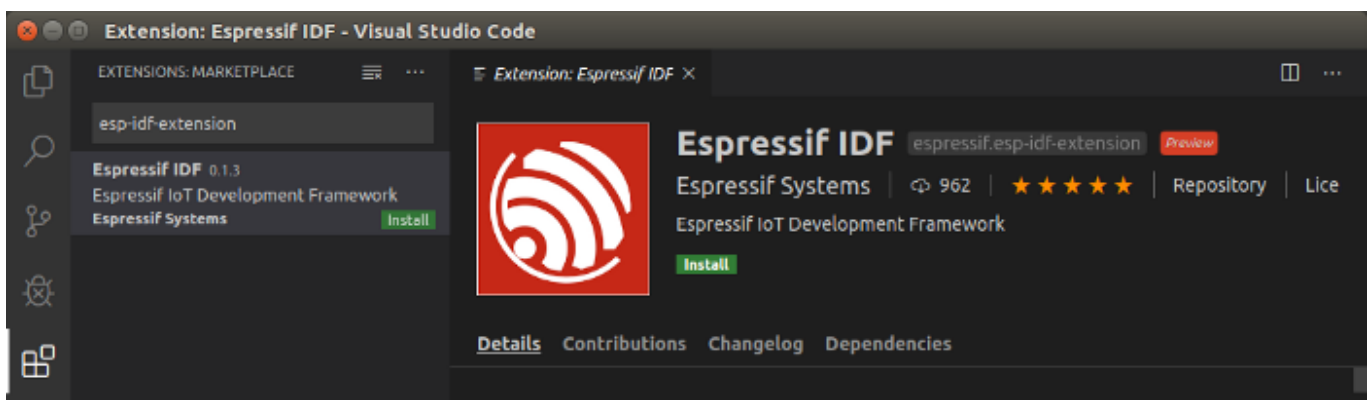 Extension: Espressif IDF - Visual Studio Code
EXTENSIONS: MARKETPLACE
esp-idf-extension
Espressif IDF 0.1.3
Espressif IoT Development Framework
Espressif Systems Install
Extension: Espressif IDF
Espressif IDF espressif.esp-idf-extension Preview
Espressif Systems 962 Repository Lice
Espressif IoT Development Framework
Install
Details Contributions Changelog Dependencies